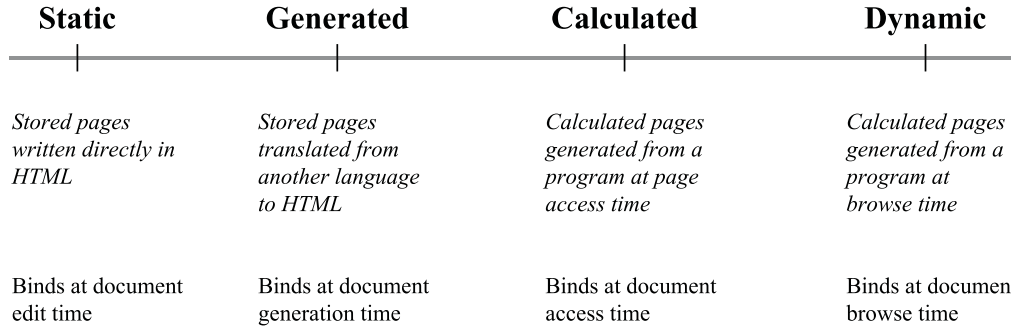 Static Generated Calculated Dynamic
Stored pages
written directly in
HTML
Stored pages
translated from
another language
to HTML
Calculated pages
generated from a
program at page
access time
Calculated pages
generated from a
program at
browse time
Binds at document
edit time
Binds at document
generation time
Binds at document
access time
Binds at documen
browse time